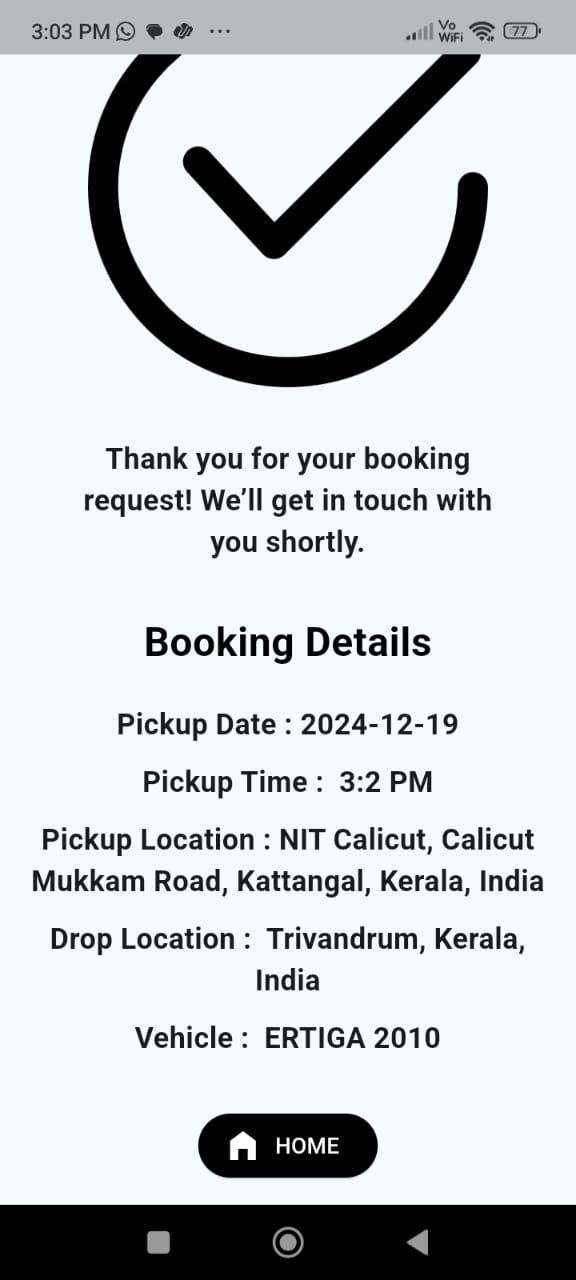 3:03 PM
Vo
WiFi
77
Thank you for your booking
request! We’ll get in touch with
you shortly.
Booking Details
Pickup Date : 2024-12-19
Pickup Time :  3:2 PM
Pickup Location : NIT Calicut, Calicut
Mukkam Road, Kattangal, Kerala, India
Drop Location :  Trivandrum, Kerala,
India
Vehicle :  ERTIGA 2010
HOME